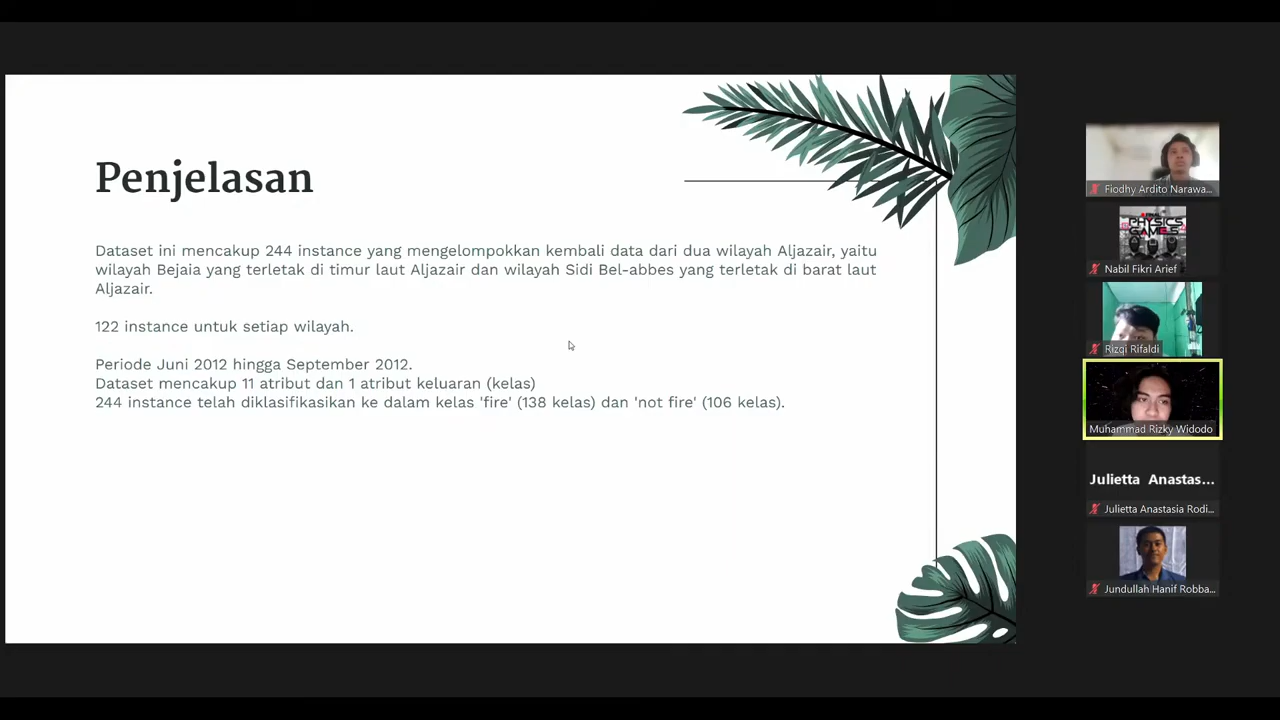 Penjelasan
Dataset ini mencakup 244 instance yang mengelompokkan kembali data dari dua wilayah Aljazair, yaitu
wilayah Bejaia yang terletak di timur laut Aljazair dan wilayah Sidi Bel-abbes yang terletak di barat laut
Aljazair.
122 instance untuk setiap wilayah.
Periode Juni 2012 hingga September 2012.
Dataset mencakup 11 atribut dan 1 atribut keluaran (kelas)
244 instance telah diklasifikasikan ke dalam kelas 'fire' (138 kelas) dan 'not fire' (106 kelas).
Fiodhy Ardito Narawa...
PHYSICS
GAMES
Nabil Fikri Arief
Rizqi Rifaldi
Muhammad Rizky Widodo
Julietta Anastas...
Julietta Anastasia Rodi...
Jundullah Hanif Robba...